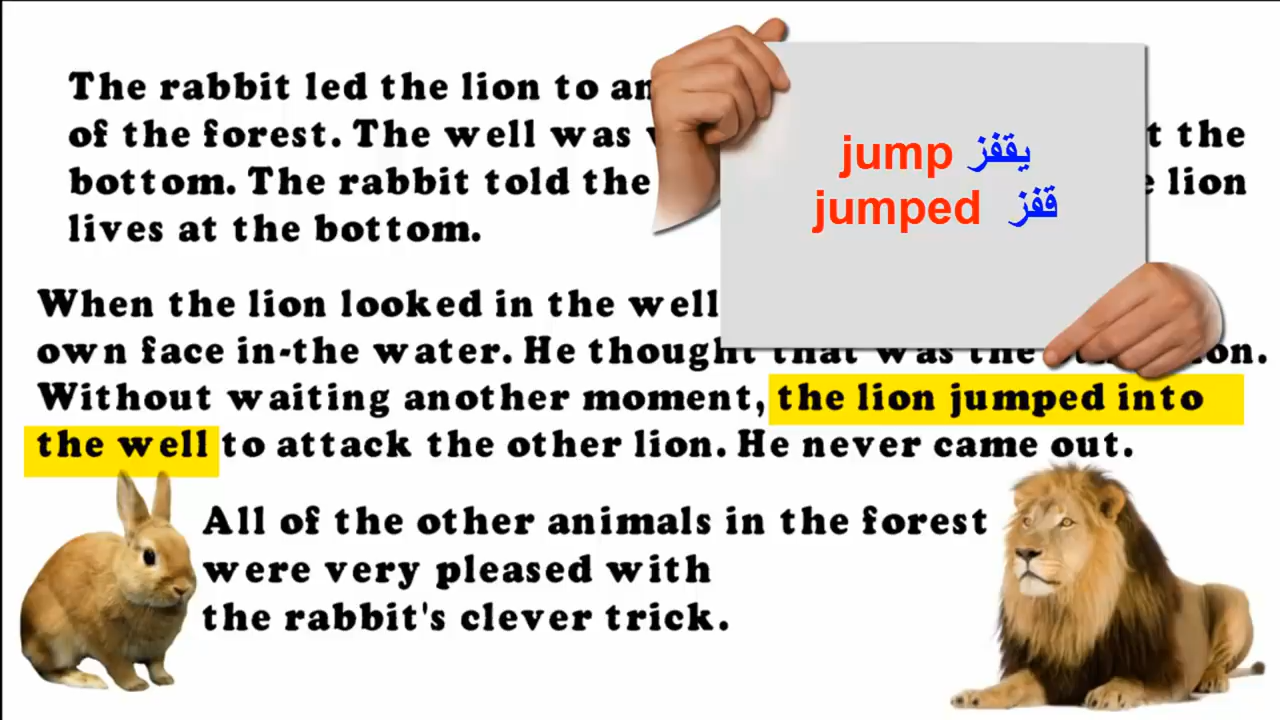 The rabbit led the lion to
of the forest. The well was
t the
bottom. The rabbit told the
lion
lives at the bottom.
jump يقفز
jumped قفز
When the lion looked in the well
own face in-the water. He thought that was the
Without waiting another moment, the lion jumped into
the well to attack the other lion. He never came out.
All of the other animals in the forest
were very pleased with
the rabbit's clever trick.